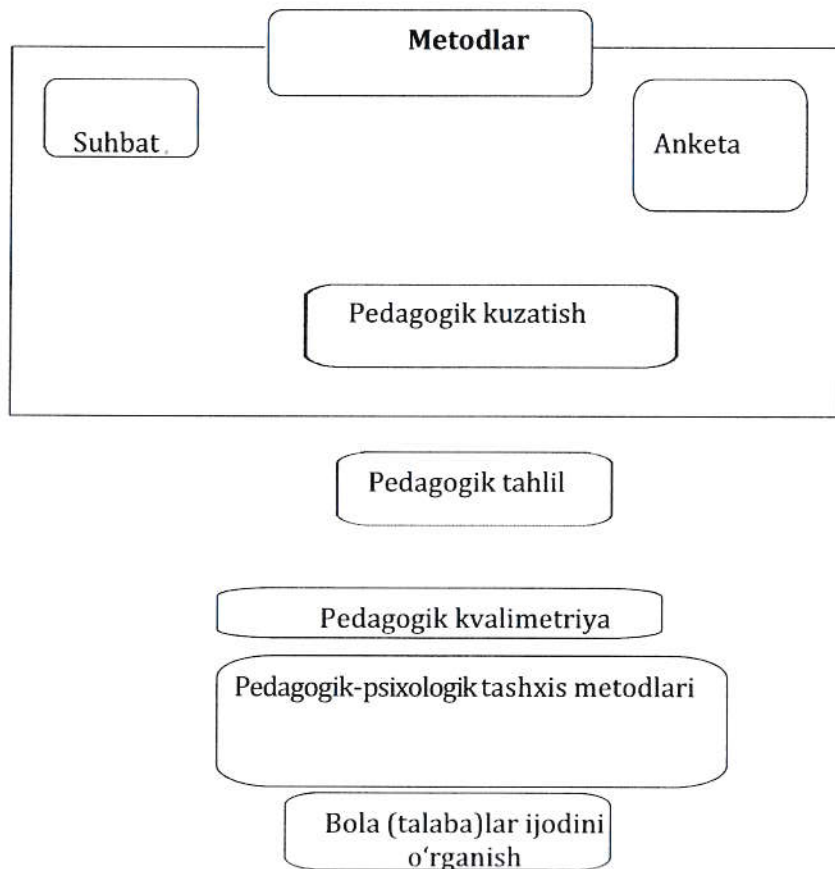 Metodlar
Suhbat
Anketa
Pedagogik kuzatish
Pedagogik tahlil
Pedagogik kvalimetriya
Pedagogik-psixologik tashxis metodlari
Bola (talaba)lar ijodini
o‘rganish